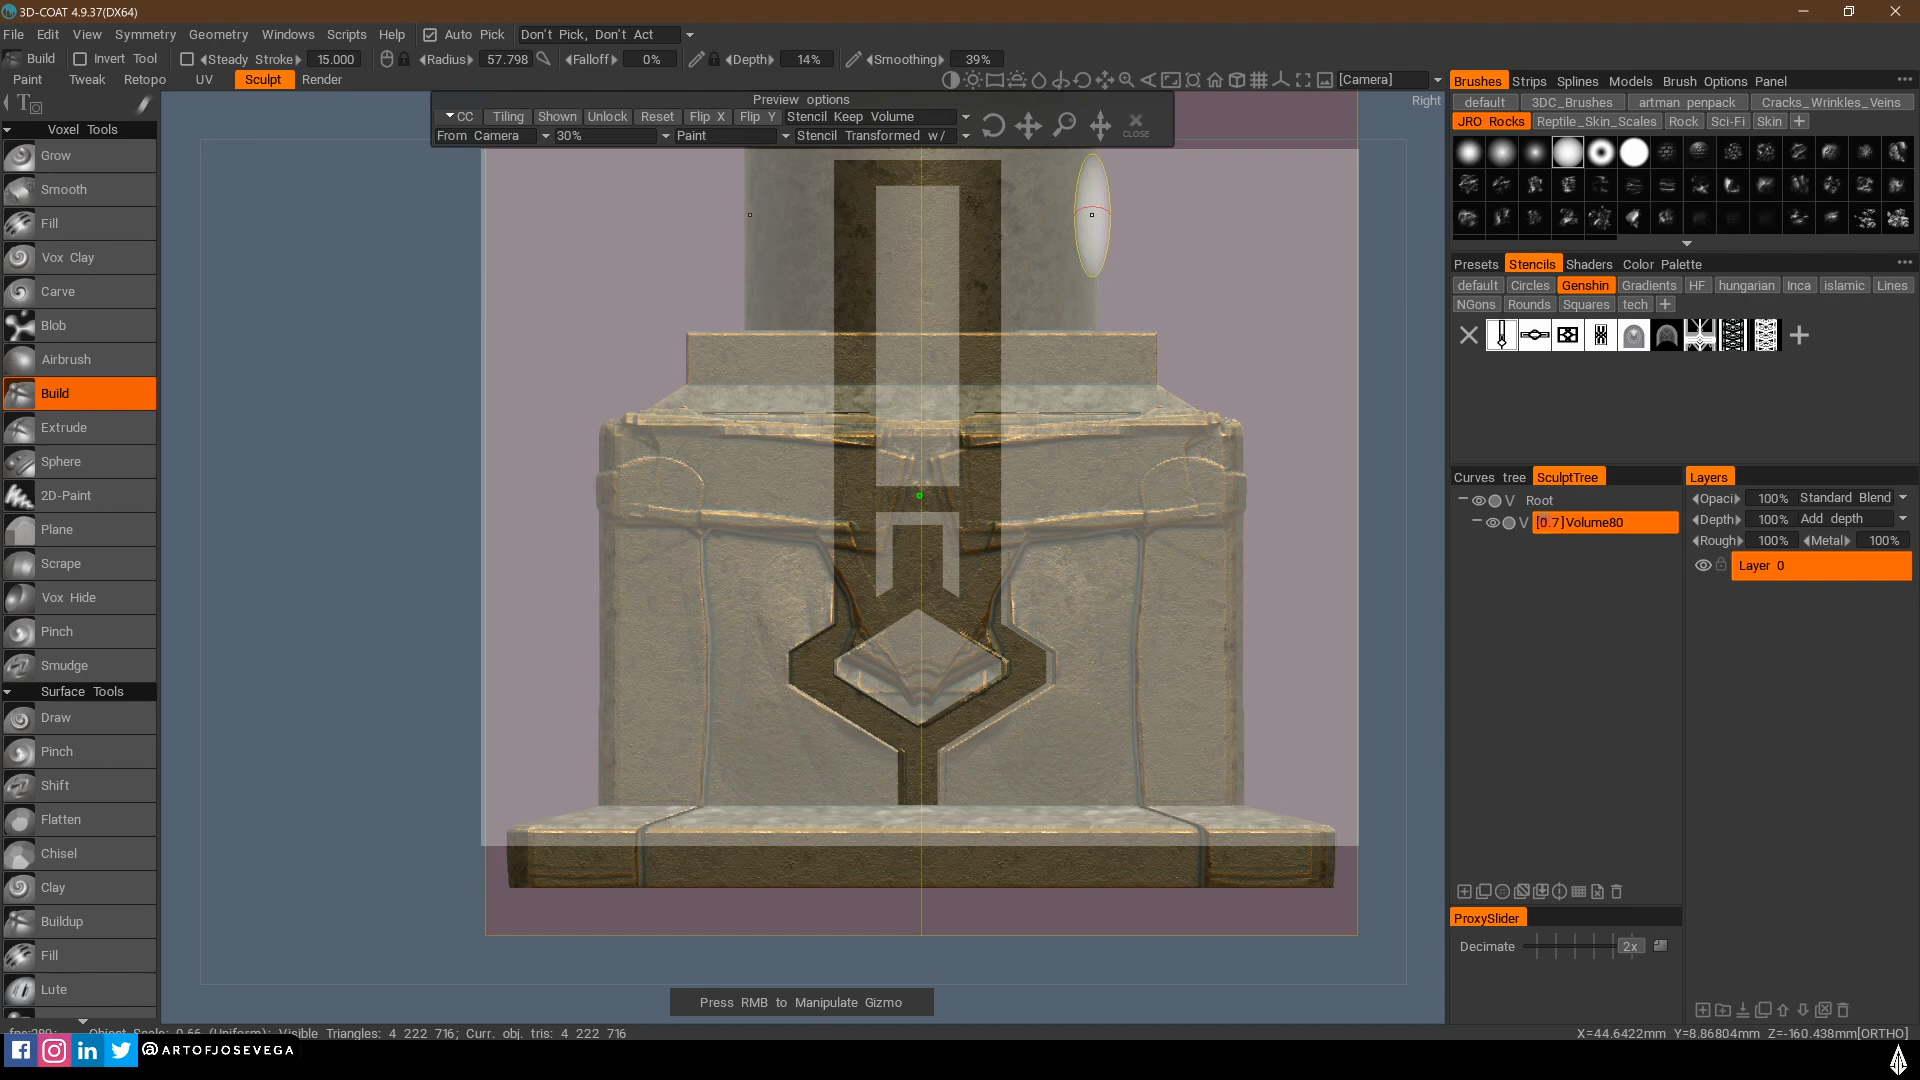 3D-COAT 4.9.37(DX64)
File Edit View Symmetry Geometry Windows Scripts Help Auto Pick Don't Pick, Don't Act
Build Invert Tool Steady Stroke 15.000 Radius 57.798 Falloff 0% Depth 14% Smoothing 39%
Paint Tweak Retopo UV Sculpt Render [Camera]
Brushes Strips Splines Models Brush Options Panel
Preview options
Right
default 3DC_Brushes artman penpack Cracks_Wrinkles_Veins
CC Tiling Shown Unlock Reset Flip X Flip Y Stencil Keep Volume
JRO Rocks Reptile_Skin_Scales Rock Sci-Fi Skin +
From Camera 30% Paint Stencil Transformed w/
CLOSE
Voxel Tools
Grow
Smooth
Fill
Vox Clay
Carve
Blob
Airbrush
Build
Extrude
Sphere
2D-Paint
Plane
Scrape
Vox Hide
Pinch
Smudge
Surface Tools
Draw
Pinch
Shift
Flatten
Chisel
Clay
Buildup
Fill
Lute
Presets Stencils Shaders Color Palette
default Circles Genshin Gradients HF hungarian Inca islamic Lines
NGons Rounds Squares tech +
Curves tree SculptTree
V Root
V [0.7]Volume80
Layers
Opaci 100% Standard Blend
Depth 100% Add depth
Rough 100% Metal 100%
Layer 0
ProxySlider
Decimate 2x
Press RMB to Manipulate Gizmo
Object Scale: 0.66 (Uniform); Visible Triangles: 4 222 716; Curr. obj. tris: 4 222 716
X=44.6422mm Y=8.86804mm Z=-160.438mm[ORTHO]
@ARTOFJOSEVEGA